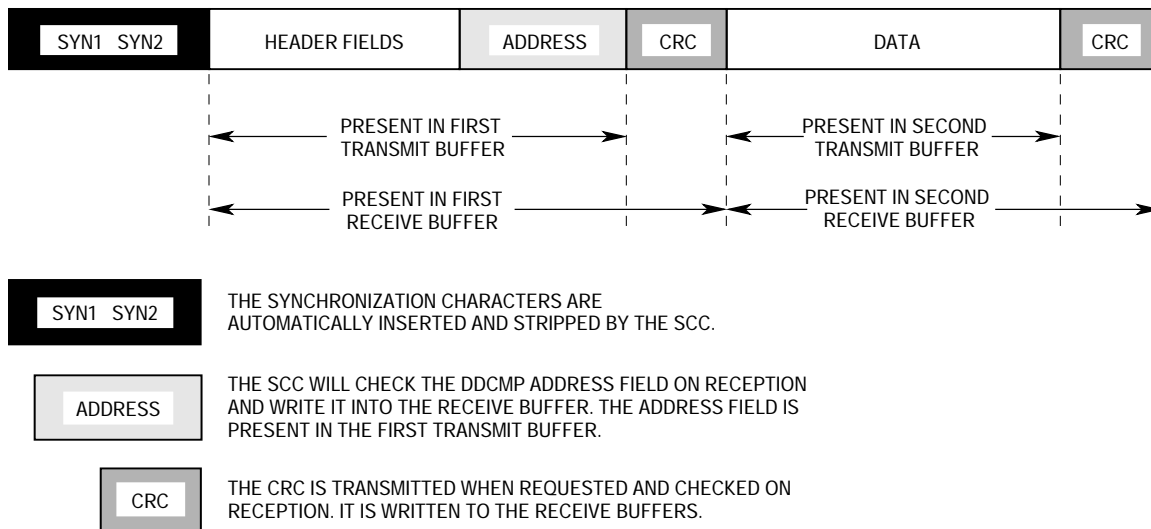 SYN1 SYN2 HEADER FIELDS ADDRESS CRC DATA CRC
PRESENT IN FIRST
TRANSMIT BUFFER
PRESENT IN SECOND
TRANSMIT BUFFER
PRESENT IN FIRST
RECEIVE BUFFER
PRESENT IN SECOND
RECEIVE BUFFER
SYN1 SYN2
THE SYNCHRONIZATION CHARACTERS ARE
AUTOMATICALLY INSERTED AND STRIPPED BY THE SCC.
ADDRESS
THE SCC WILL CHECK THE DDCMP ADDRESS FIELD ON RECEPTION
AND WRITE IT INTO THE RECEIVE BUFFER. THE ADDRESS FIELD IS
PRESENT IN THE FIRST TRANSMIT BUFFER.
CRC
THE CRC IS TRANSMITTED WHEN REQUESTED AND CHECKED ON
RECEPTION. IT IS WRITTEN TO THE RECEIVE BUFFERS.